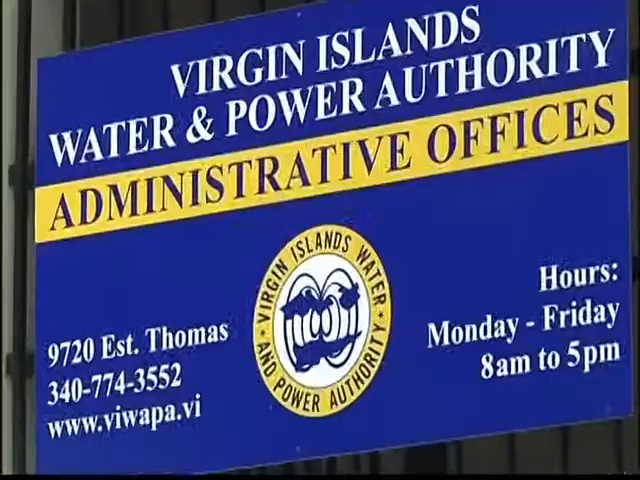 VIRGIN ISLANDS
WATER & POWER AUTHORITY
ADMINISTRATIVE OFFICES
VIRGIN ISLANDS WATER
AND POWER AUTHORITY
9720 Est. Thomas
340-774-3552
www.viwapa.vi
Hours:
Monday - Friday
8am to 5pm